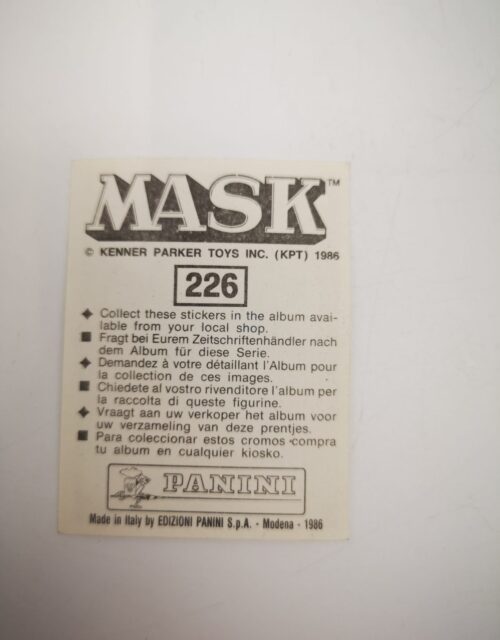 MASK™
© KENNER PARKER TOYS INC. (KPT) 1986
226
◆ Collect these stickers in the album avai-
lable from your local shop.
■ Fragt bei Eurem Zeitschriftenhändler nach
dem Album für diese Serie.
◆ Demandez à votre détaillant l'Album pour
la collection de ces images.
■ Chiedete al vostro rivenditore l'album per
la raccolta di queste figurine.
◆ Vraagt aan uw verkoper het album voor
uw verzameling van deze prentjes.
■ Para coleccionar estos cromos compra
tu album en cualquier kiosko.
PANINI
Made in Italy by EDIZIONI PANINI S.p.A. - Modena - 1986